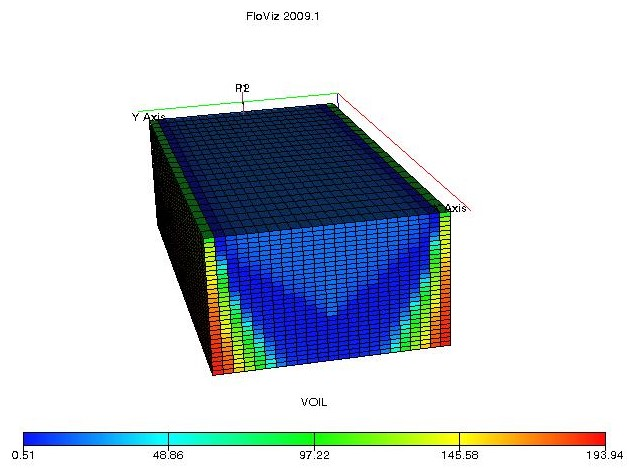 FloViz 2009.1
P2
Y Axis
Axis
VOIL
0.51 48.86 97.22 145.58 193.94